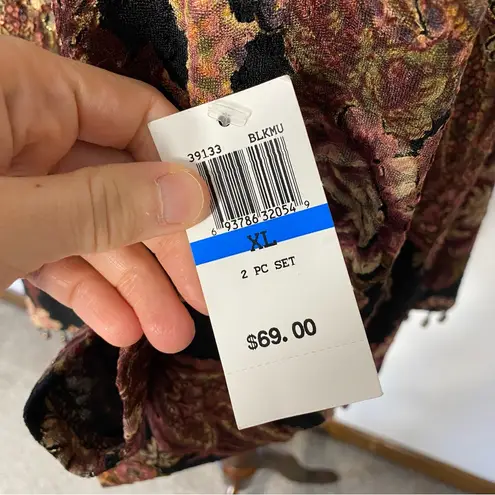 39133 BLKMU
6 93786 32054 9
XL
2 PC SET
$69.00